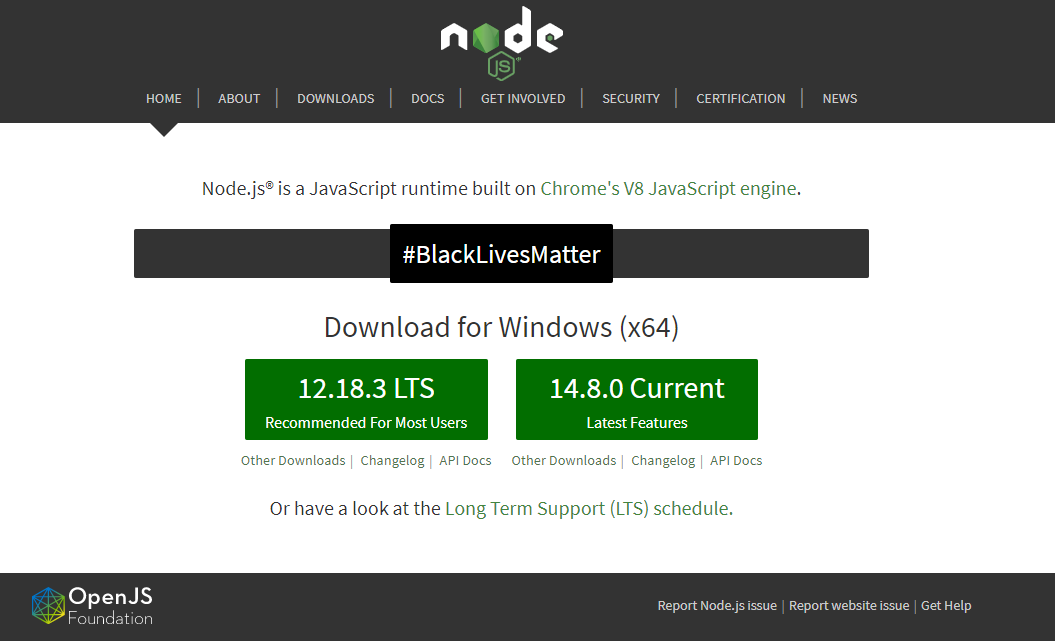 node
JS
HOME | ABOUT | DOWNLOADS | DOCS | GET INVOLVED | SECURITY | CERTIFICATION | NEWS
Node.js® is a JavaScript runtime built on Chrome's V8 JavaScript engine.
#BlackLivesMatter
Download for Windows (x64)
12.18.3 LTS
Recommended For Most Users
14.8.0 Current
Latest Features
Other Downloads | Changelog | API Docs
Other Downloads | Changelog | API Docs
Or have a look at the Long Term Support (LTS) schedule.
OpenJS
Foundation
Report Node.js issue | Report website issue | Get Help